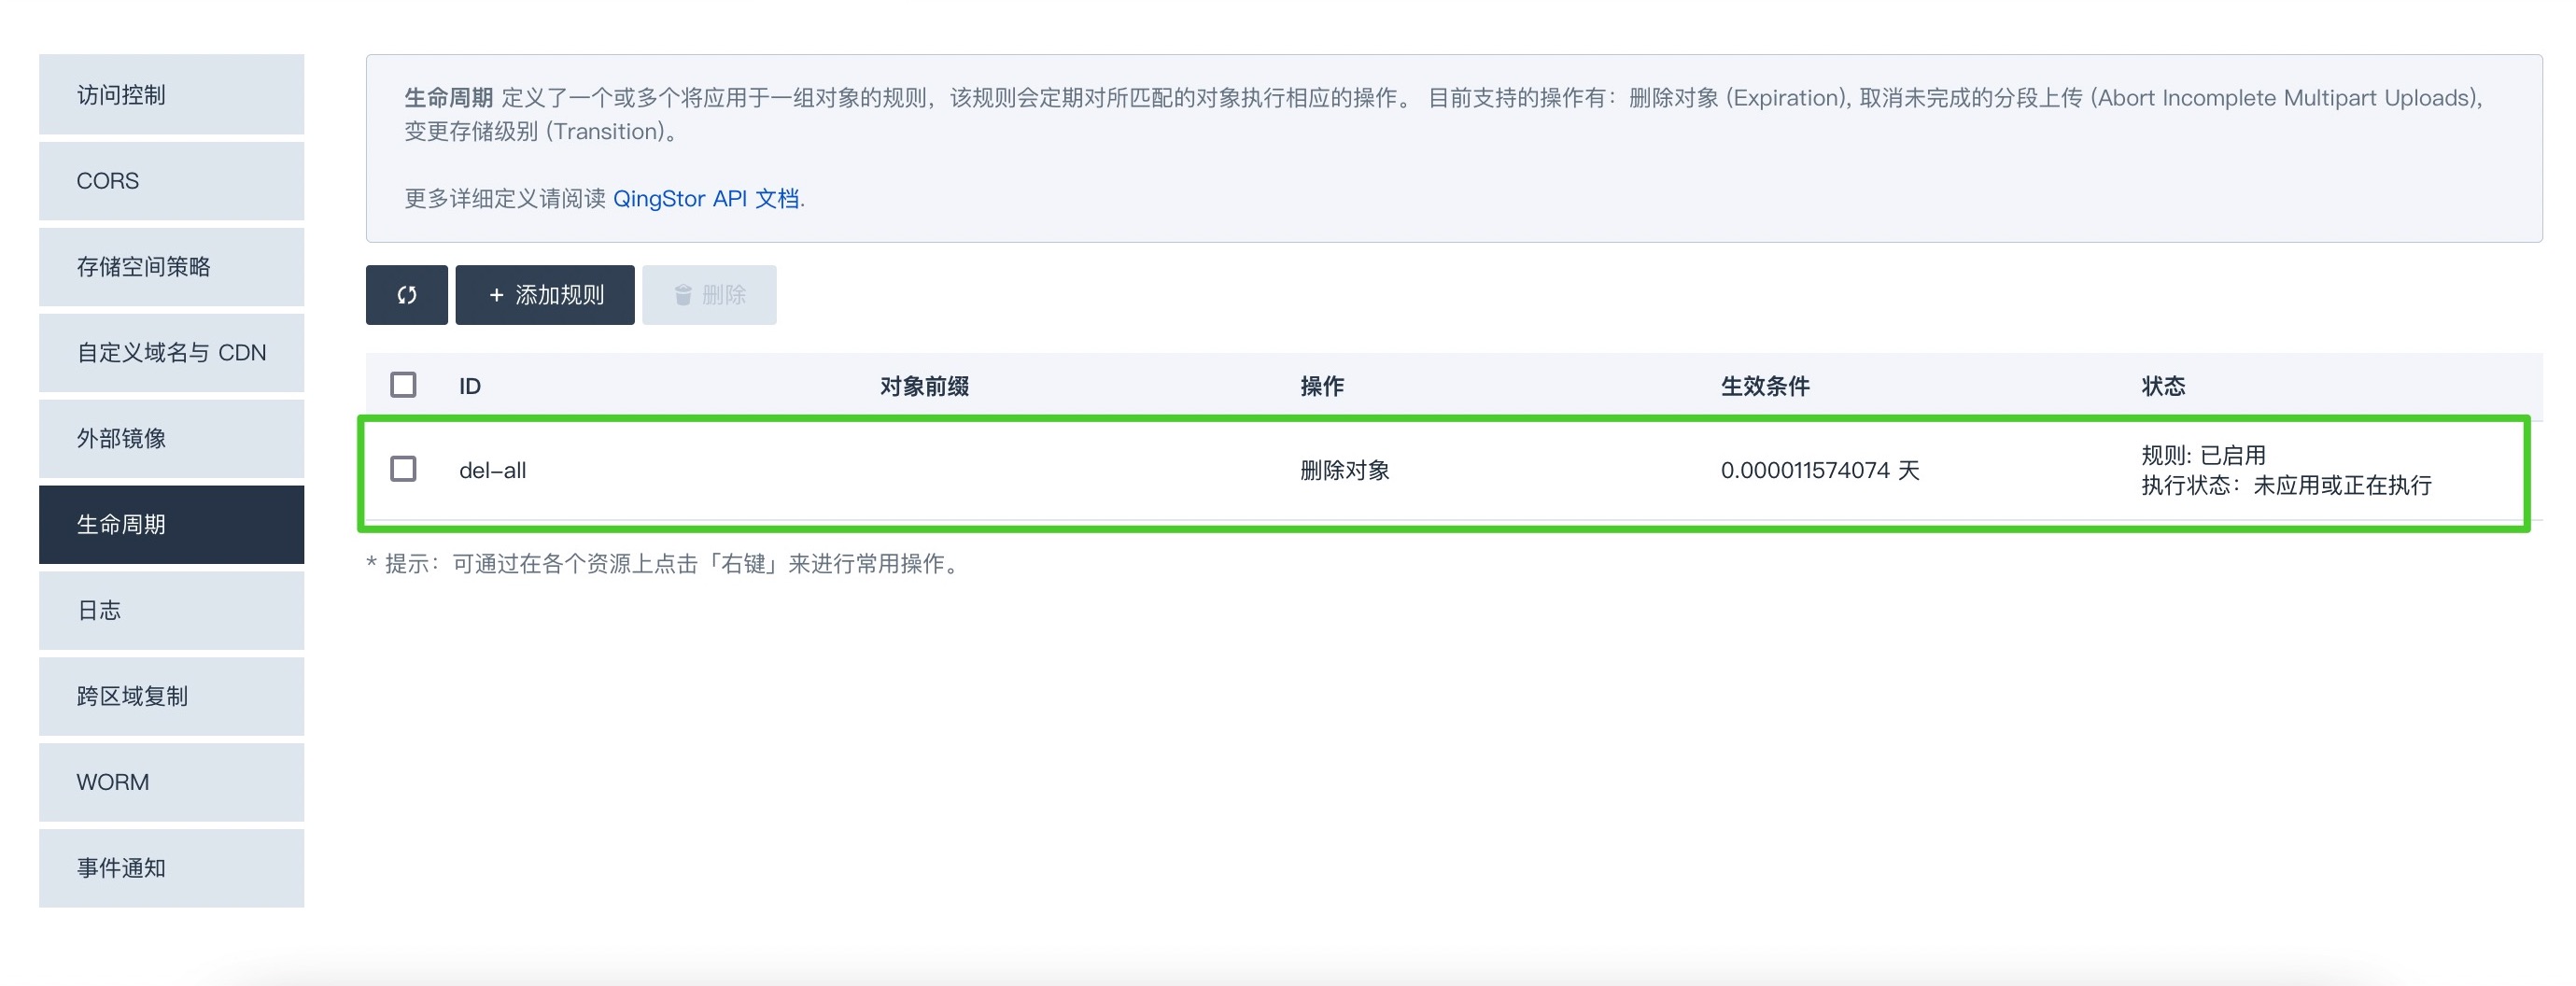 访问控制
CORS
存储空间策略
自定义域名与 CDN
外部镜像
生命周期
日志
跨区域复制
WORM
事件通知
生命周期 定义了一个或多个将应用于一组对象的规则，该规则会定期对所匹配的对象执行相应的操作。 目前支持的操作有：删除对象 (Expiration), 取消未完成的分段上传 (Abort Incomplete Multipart Uploads),
变更存储级别 (Transition)。
更多详细定义请阅读 QingStor API 文档.
+ 添加规则 删除
ID 对象前缀 操作 生效条件 状态
del-all 删除对象 0.000011574074 天 规则: 已启用
执行状态：未应用或正在执行
* 提示：可通过在各个资源上点击「右键」来进行常用操作。